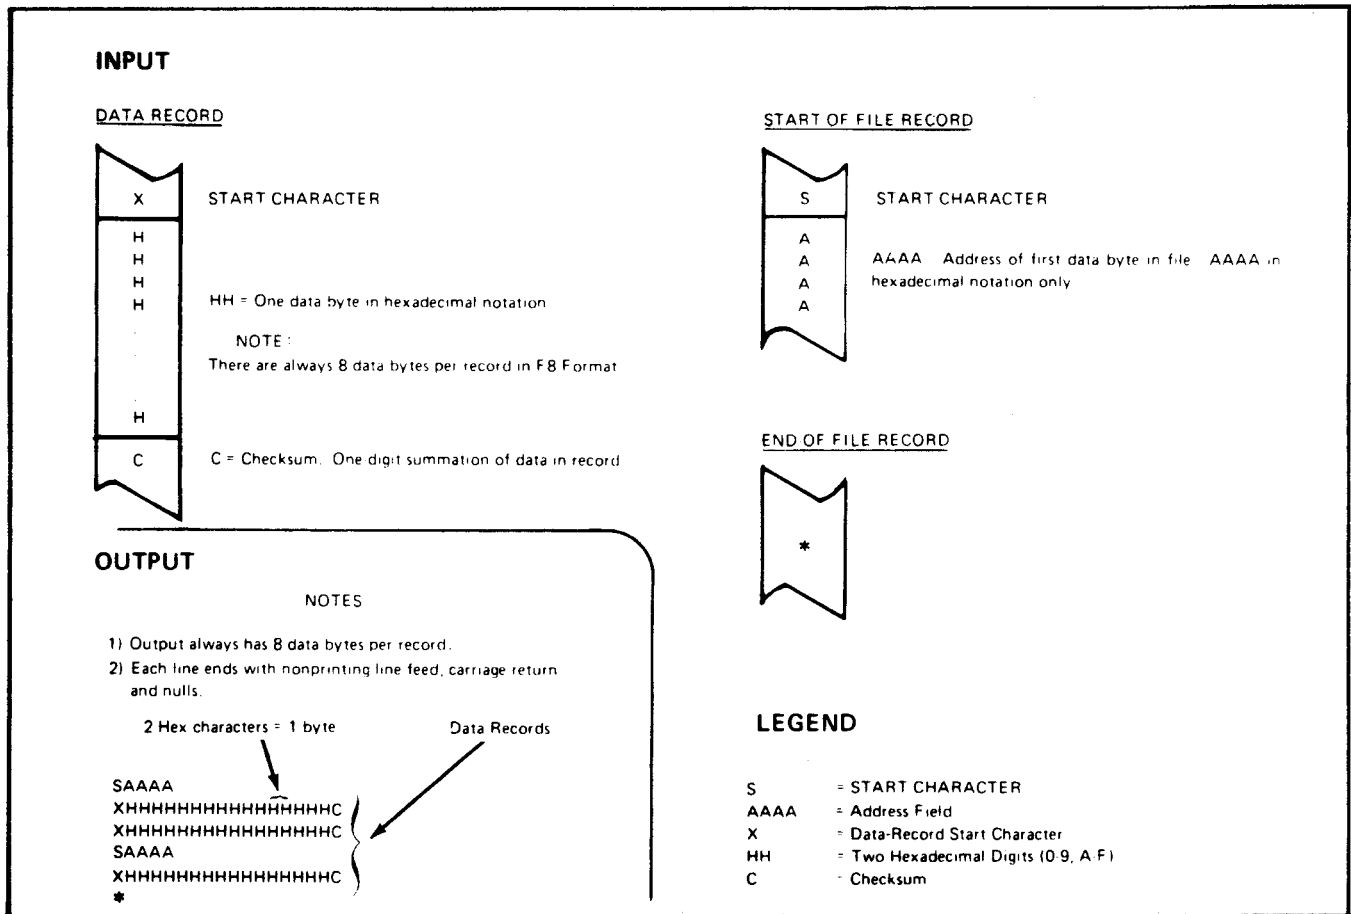 INPUT
DATA RECORD
X
START CHARACTER
H
H
H
H
HH = One data byte in hexadecimal notation
NOTE:
There are always 8 data bytes per record in F8 Format
H
C
C = Checksum. One digit summation of data in record
START OF FILE RECORD
S
START CHARACTER
A
A
A
A
AAAA Address of first data byte in file AAAA in
hexadecimal notation only
END OF FILE RECORD
*
OUTPUT
NOTES
1) Output always has 8 data bytes per record.
2) Each line ends with nonprinting line feed, carriage return
and nulls.
2 Hex characters = 1 byte
Data Records
SAAAA
XHHHHHHHHHHHHHHHHC
XHHHHHHHHHHHHHHHHC
SAAAA
XHHHHHHHHHHHHHHHHC
*
LEGEND
S = START CHARACTER
AAAA = Address Field
X = Data-Record Start Character
HH = Two Hexadecimal Digits (0-9, A-F)
C = Checksum